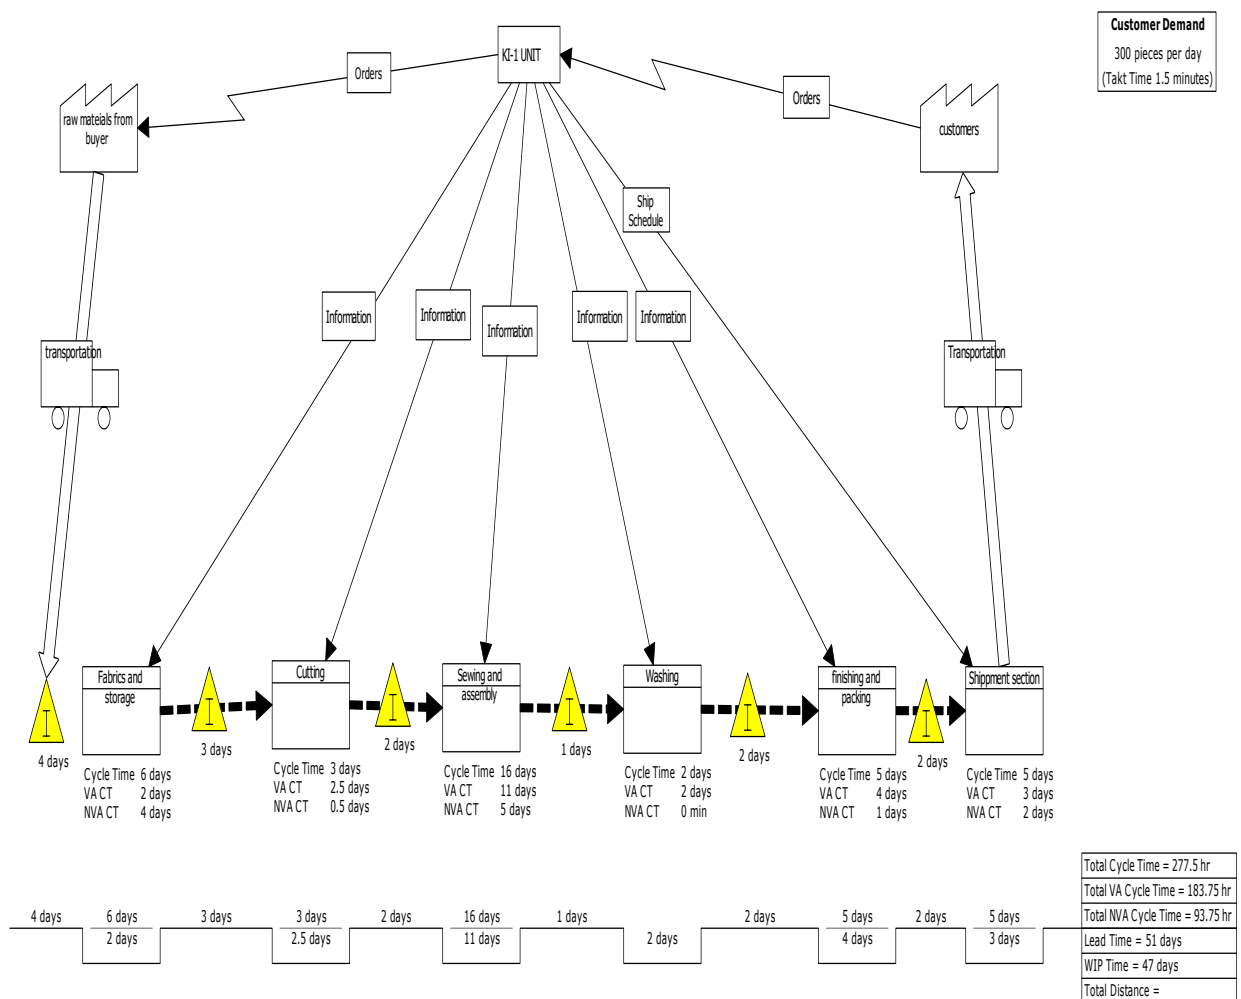 Customer Demand
300 pieces per day
(Takt Time 1.5 minutes)
KI-1 UNIT
Orders
Orders
raw mateials from
buyer
customers
Ship
Schedule
Information
Information
Information
Information
Information
transportation
Transportation
Fabrics and
storage
Cutting
Sewing and
assembly
Washing
finishing and
packing
Shippment section
I
I
I
I
I
I
4 days
3 days
2 days
1 days
2 days
2 days
Cycle Time 6 days
VA CT 2 days
NVA CT 4 days
Cycle Time 3 days
VA CT 2.5 days
NVA CT 0.5 days
Cycle Time 16 days
VA CT 11 days
NVA CT 5 days
Cycle Time 2 days
VA CT 2 days
NVA CT 0 min
Cycle Time 5 days
VA CT 4 days
NVA CT 1 days
Cycle Time 5 days
VA CT 3 days
NVA CT 2 days
4 days 6 days 3 days 3 days 2 days 16 days 1 days 2 days 5 days 2 days 5 days
2 days 2.5 days 11 days 2 days 4 days 3 days
Total Cycle Time = 277.5 hr
Total VA Cycle Time = 183.75 hr
Total NVA Cycle Time = 93.75 hr
Lead Time = 51 days
WIP Time = 47 days
Total Distance =